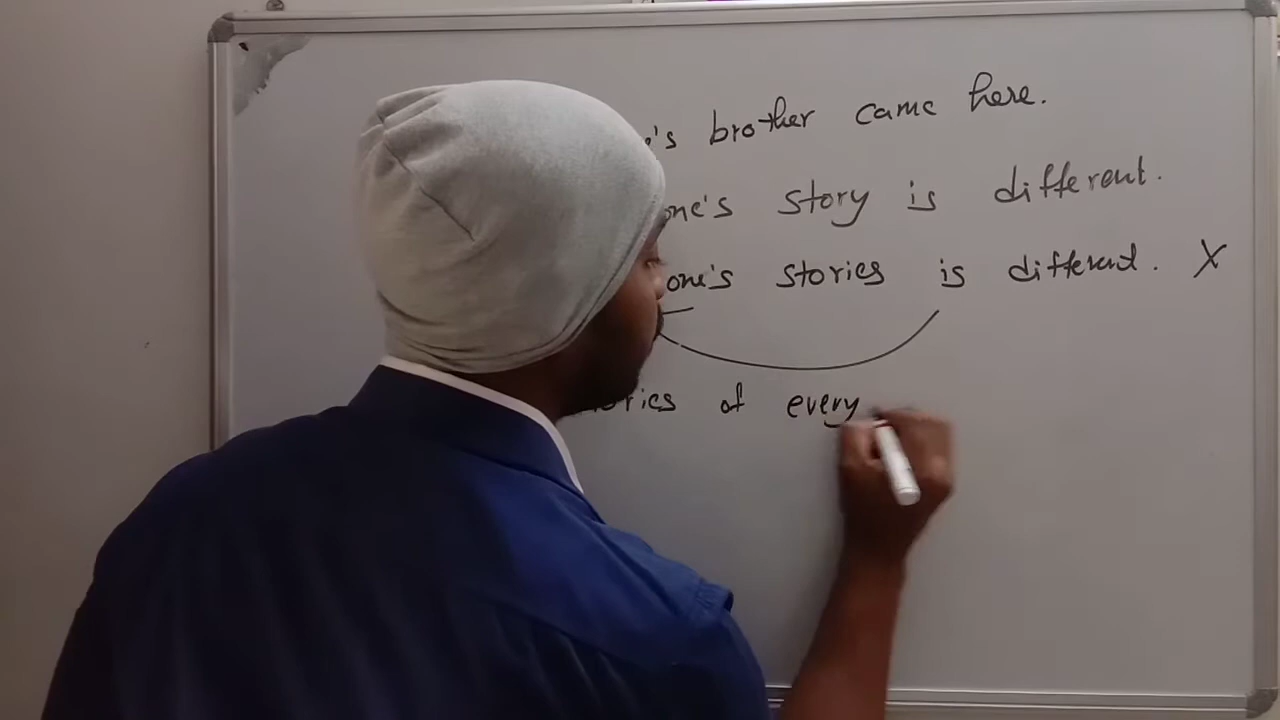 's brother came here.
one's story is different.
one's stories is different. X
of every